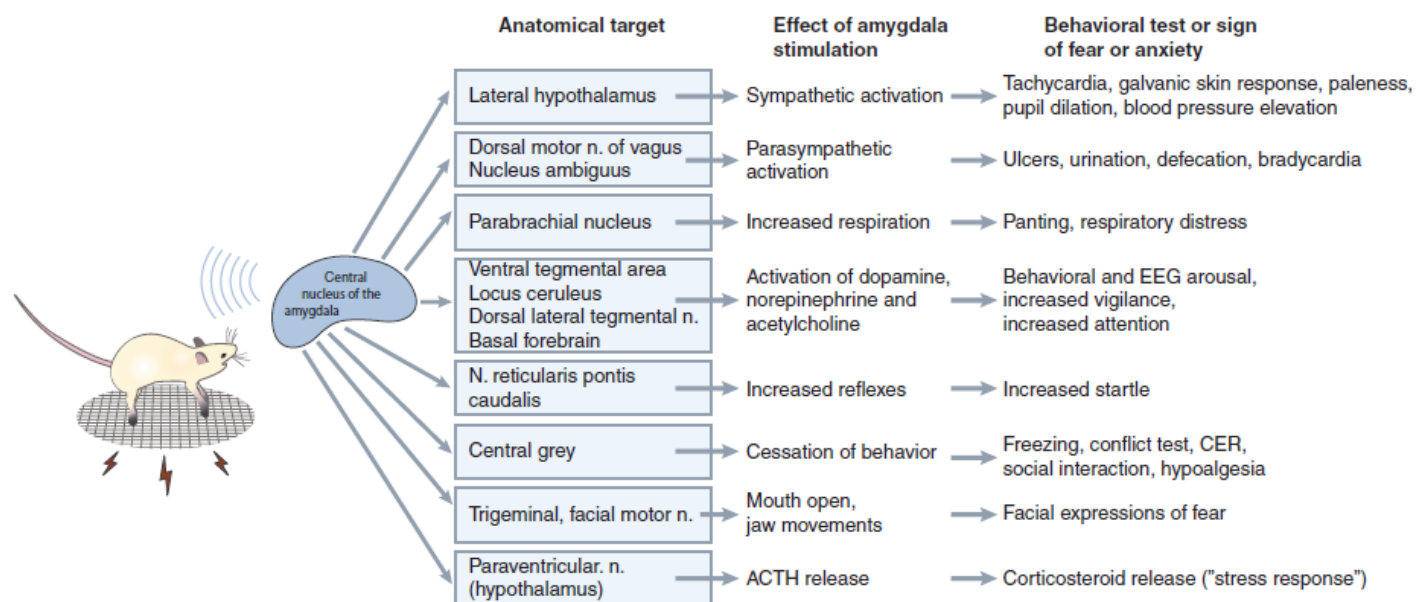 Anatomical target
Effect of amygdala
stimulation
Behavioral test or sign
of fear or anxiety
Central
nucleus of the
amygdala
Lateral hypothalamus
Sympathetic activation
Tachycardia, galvanic skin response, paleness,
pupil dilation, blood pressure elevation
Dorsal motor n. of vagus
Nucleus ambiguus
Parasympathetic
activation
Ulcers, urination, defecation, bradycardia
Parabrachial nucleus
Increased respiration
Panting, respiratory distress
Ventral tegmental area
Locus ceruleus
Dorsal lateral tegmental n.
Basal forebrain
Activation of dopamine,
norepinephrine and
acetylcholine
Behavioral and EEG arousal,
increased vigilance,
increased attention
N. reticularis pontis
caudalis
Increased reflexes
Increased startle
Central grey
Cessation of behavior
Freezing, conflict test, CER,
social interaction, hypoalgesia
Trigeminal, facial motor n.
Mouth open,
jaw movements
Facial expressions of fear
Paraventricular. n.
(hypothalamus)
ACTH release
Corticosteroid release ("stress response")